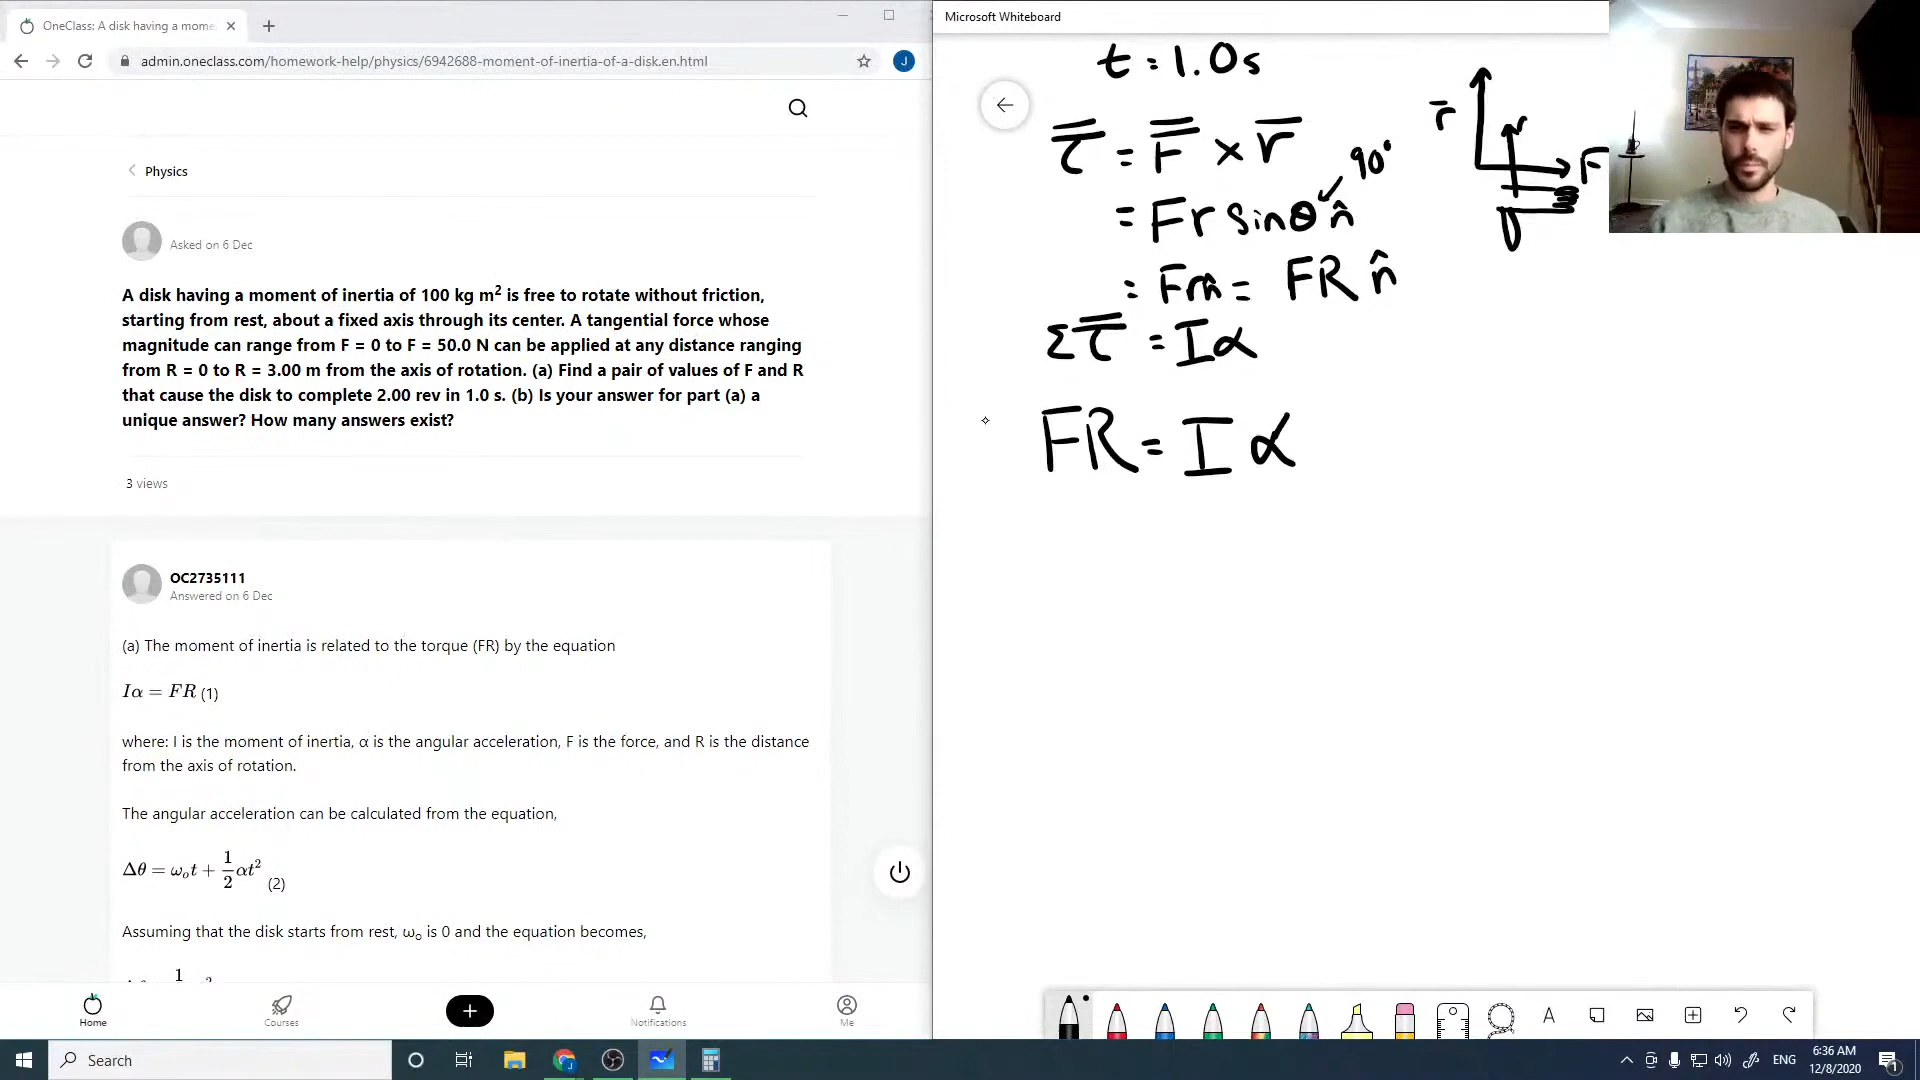 OneClass: A disk having a mome
admin.oneclass.com/homework-help/physics/6942688-moment-of-inertia-of-a-disk.en.html
J
Physics
Asked on 6 Dec
A disk having a moment of inertia of 100 kg m² is free to rotate without friction,
starting from rest, about a fixed axis through its center. A tangential force whose
magnitude can range from F = 0 to F = 50.0 N can be applied at any distance ranging
from R = 0 to R = 3.00 m from the axis of rotation. (a) Find a pair of values of F and R
that cause the disk to complete 2.00 rev in 1.0 s. (b) Is your answer for part (a) a
unique answer? How many answers exist?
3 views
OC2735111
Answered on 6 Dec
(a) The moment of inertia is related to the torque (FR) by the equation
Iα = FR (1)
where: I is the moment of inertia, α is the angular acceleration, F is the force, and R is the distance
from the axis of rotation.
The angular acceleration can be calculated from the equation,
Δθ = ω₀t + 1/2 αt² (2)
Assuming that the disk starts from rest, ω₀ is 0 and the equation becomes,
Home
Courses
Notifications
Me
Microsoft Whiteboard
t = 1.0s
τ = F × r
90°
= Fr sinθ n̂
= Frn̂ = FR n̂
Στ = Iα
FR = Iα
r
F
Search
ENG
6:36 AM
12/8/2020
1